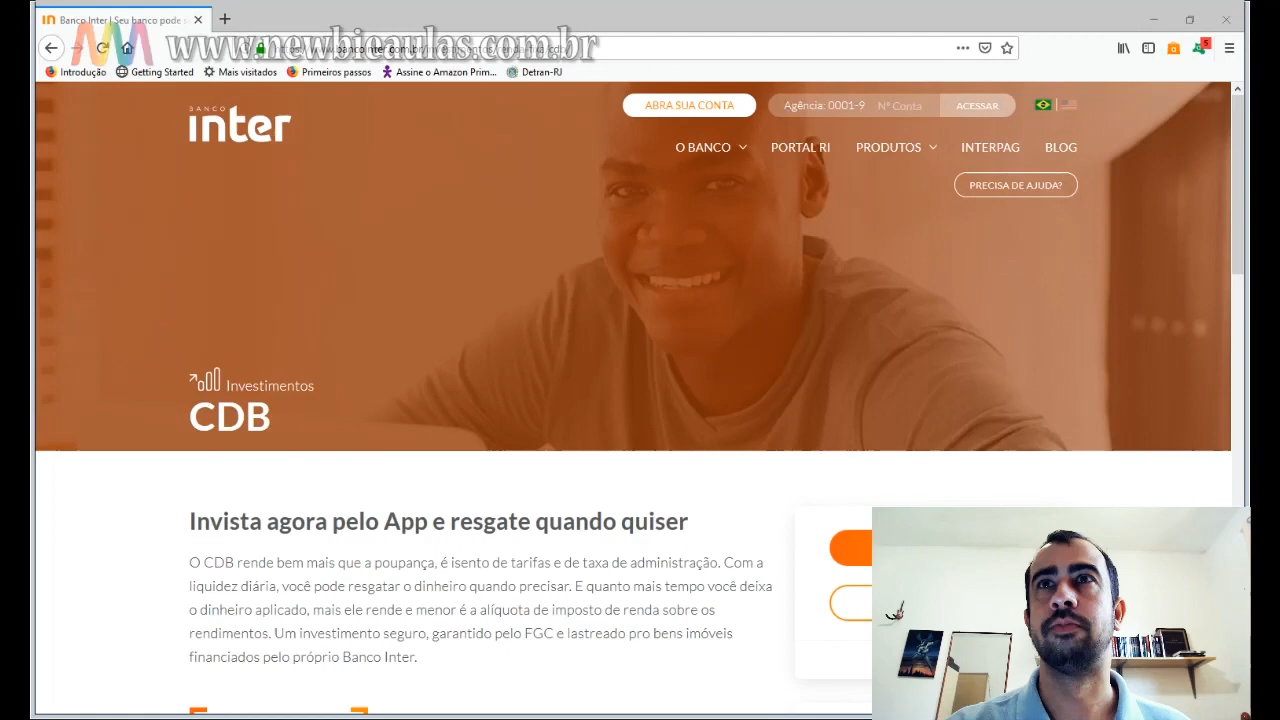 Banco Inter | Seu banco pode s
www.newbieaulas.com.br
5
Introdução
Getting Started
Mais visitados
Primeiros passos
Assine o Amazon Prim...
Detran-RJ
BANCO
inter
ABRA SUA CONTA
Agência: 0001-9
Nº Conta
ACESSAR
O BANCO
PORTAL RI
PRODUTOS
INTERPAG
BLOG
PRECISA DE AJUDA?
Investimentos
CDB
Invista agora pelo App e resgate quando quiser
O CDB rende bem mais que a poupança, é isento de tarifas e de taxa de administração. Com a
liquidez diária, você pode resgatar o dinheiro quando precisar. E quanto mais tempo você deixa
o dinheiro aplicado, mais ele rende e menor é a alíquota de imposto de renda sobre os
rendimentos. Um investimento seguro, garantido pelo FGC e lastreado pro bens imóveis
financiados pelo próprio Banco Inter.